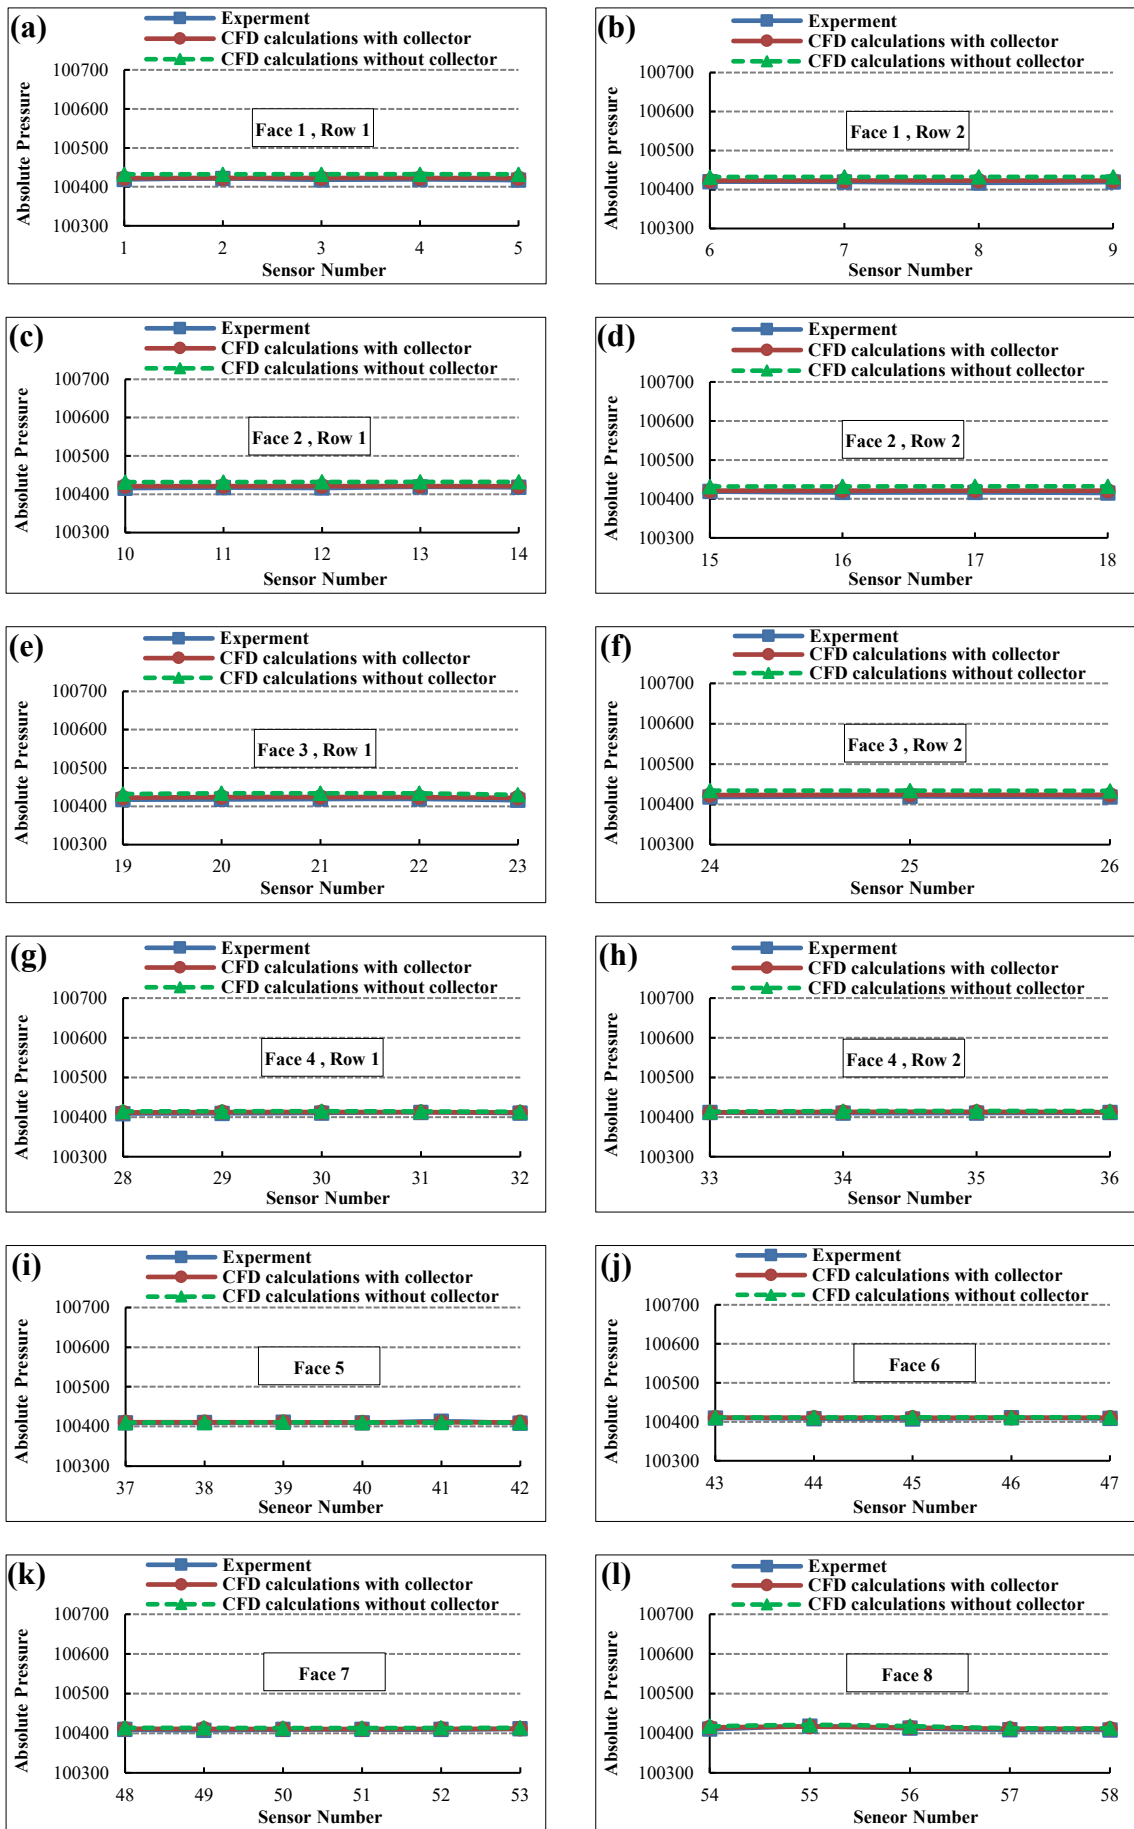 (a)
Experment
CFD calculations with collector
CFD calculations without collector
Absolute Pressure
100700
100600
100500
100400
100300
Face 1 , Row 1
1 2 3 4 5
Sensor Number
(b)
Experment
CFD calculations with collector
CFD calculations without collector
Absolute pressure
100700
100600
100500
100400
100300
Face 1 , Row 2
6 7 8 9
Sensor Number
(c)
Experment
CFD calculations with collector
CFD calculations without collector
Absolute Pressure
100700
100600
100500
100400
100300
Face 2 , Row 1
10 11 12 13 14
Sensor Number
(d)
Experment
CFD calculations with collector
CFD calculations without collector
Absolute Pressure
100700
100600
100500
100400
100300
Face 2 , Row 2
15 16 17 18
Sensor Number
(e)
Experment
CFD calculations with collector
CFD calculations without collector
Absolute Pressure
100700
100600
100500
100400
100300
Face 3 , Row 1
19 20 21 22 23
Sensor Number
(f)
Experment
CFD calculations with collector
CFD calculations without collector
Absolute Pressure
100700
100600
100500
100400
100300
Face 3 , Row 2
24 25 26
Sensor Number
(g)
Experment
CFD calculations with collector
CFD calculations without collector
Absolute Pressure
100700
100600
100500
100400
100300
Face 4 , Row 1
28 29 30 31 32
Sensor Number
(h)
Experment
CFD calculations with collector
CFD calculations without collector
Absolute Pressure
100700
100600
100500
100400
100300
Face 4 , Row 2
33 34 35 36
Sensor Number
(i)
Experment
CFD calculations with collector
CFD calculations without collector
Absolute Pressure
100700
100600
100500
100400
100300
Face 5
37 38 39 40 41 42
Seneor Number
(j)
Experment
CFD calculations with collector
CFD calculations without collector
Absolute Pressure
100700
100600
100500
100400
100300
Face 6
43 44 45 46 47
Sensor Number
(k)
Experment
CFD calculations with collector
CFD calculations without collector
Absolute Pressure
100700
100600
100500
100400
100300
Face 7
48 49 50 51 52 53
Sensor Number
(l)
Expermet
CFD calculations with collector
CFD calculations without collector
Absolute Pressure
100700
100600
100500
100400
100300
Face 8
54 55 56 57 58
Seneor Number